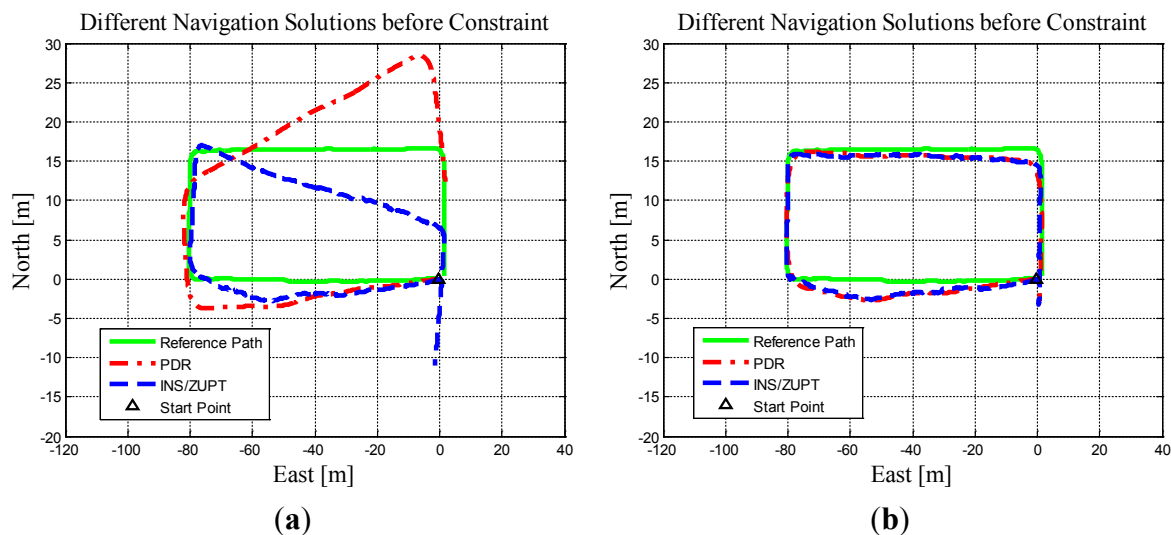 Different Navigation Solutions before Constraint
30
25
20
15
10
5
0
-5
-10
-15
-20
North [m]
Reference Path
PDR
INS/ZUPT
Start Point
-120 -100 -80 -60 -40 -20 0 20 40
East [m]
(a)
Different Navigation Solutions before Constraint
30
25
20
15
10
5
0
-5
-10
-15
-20
North [m]
Reference Path
PDR
INS/ZUPT
Start Point
-120 -100 -80 -60 -40 -20 0 20 40
East [m]
(b)